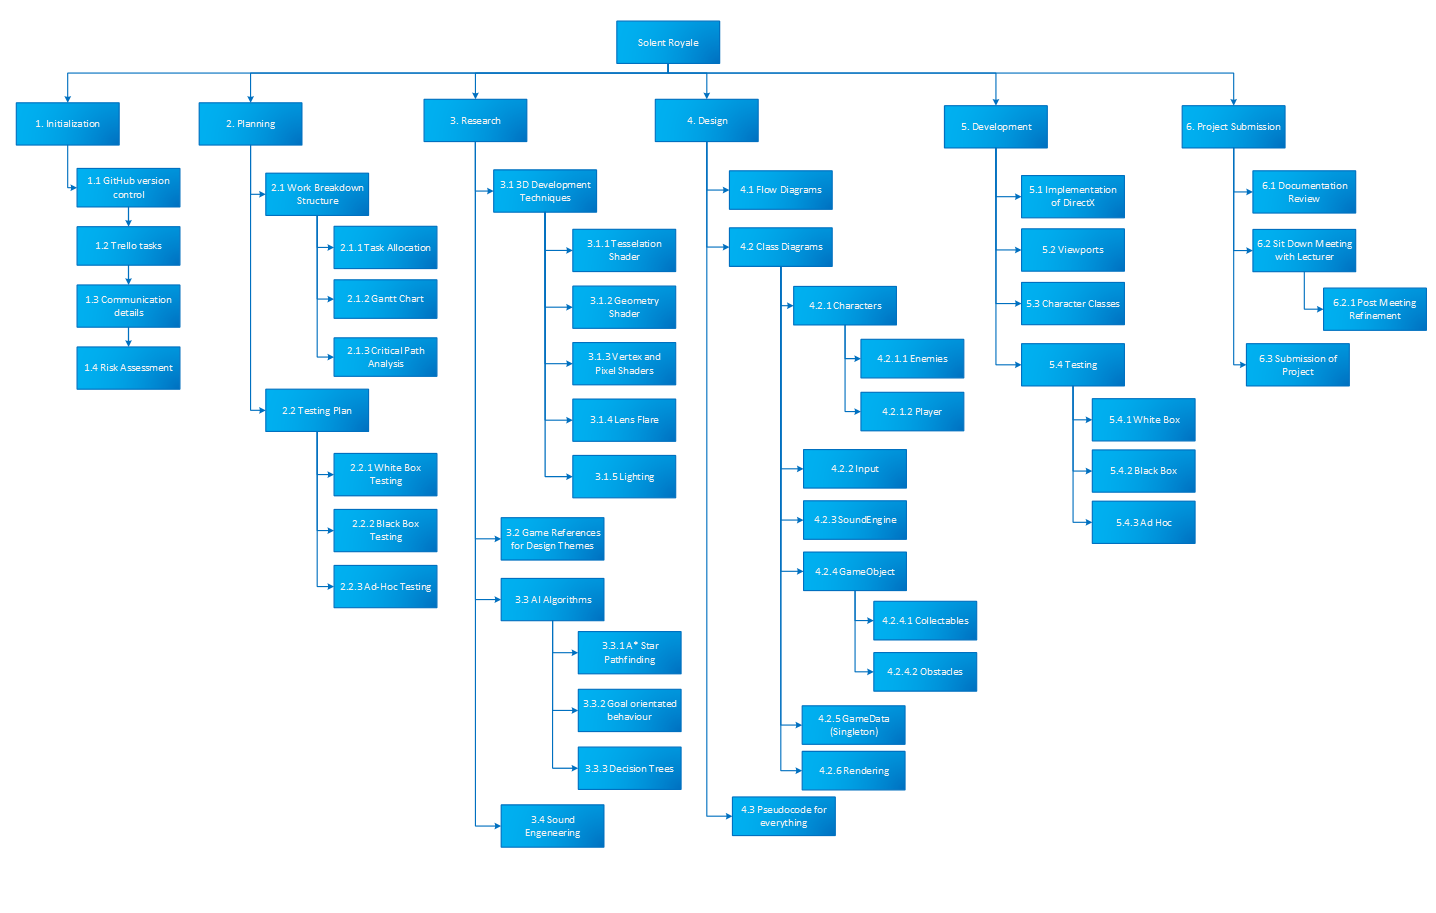 Solent Royale
1. Initialization
1.1 GitHub version
control
1.2 Trello tasks
1.3 Communication
details
1.4 Risk Assessment
2. Planning
2.1 Work Breakdown
Structure
2.1.1 Task Allocation
2.1.2 Gantt Chart
2.1.3 Critical Path
Analysis
2.2 Testing Plan
2.2.1 White Box
Testing
2.2.2 Black Box
Testing
2.2.3 Ad-Hoc Testing
3. Research
3.1 3D Development
Techniques
3.1.1 Tesselation
Shader
3.1.2 Geometry
Shader
3.1.3 Vertex and
Pixel Shaders
3.1.4 Lens Flare
3.1.5 Lighting
3.2 Game References
for Design Themes
3.3 AI Algorithms
3.3.1 A* Star
Pathfinding
3.3.2 Goal orientated
behaviour
3.3.3 Decision Trees
3.4 Sound
Engeneering
4. Design
4.1 Flow Diagrams
4.2 Class Diagrams
4.2.1 Characters
4.2.1.1 Enemies
4.2.1.2 Player
4.2.2 Input
4.2.3 SoundEngine
4.2.4 GameObject
4.2.4.1 Collectables
4.2.4.2 Obstacles
4.2.5 GameData
(Singleton)
4.2.6 Rendering
4.3 Pseudocode for
everything
5. Development
5.1 Implementation
of DirectX
5.2 Viewports
5.3 Character Classes
5.4 Testing
5.4.1 White Box
5.4.2 Black Box
5.4.3 Ad Hoc
6. Project Submission
6.1 Documentation
Review
6.2 Sit Down Meeting
with Lecturer
6.2.1 Post Meeting
Refinement
6.3 Submission of
Project